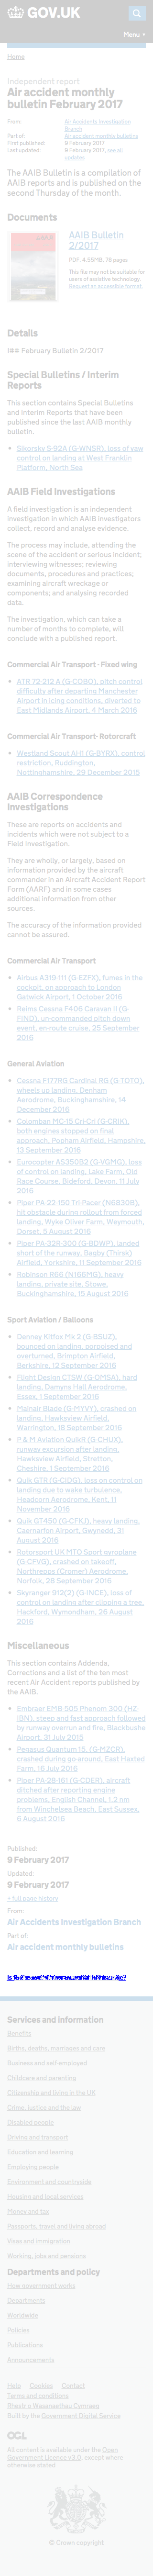 GOV.UK
Menu
Home
Independent report
Air accident monthly
bulletin February 2017
From:
Air Accidents Investigation
Branch
Part of:
Air accident monthly bulletins
First published:
9 February 2017
Last updated:
9 February 2017, see all
updates
The AAIB Bulletin is a compilation of
AAIB reports and is published on the
second Thursday of the month.
Documents
AAIB Bulletin
2/2017
PDF, 4.55MB, 78 pages
This file may not be suitable for
users of assistive technology.
Request an accessible format.
Details
February Bulletin 2/2017
Special Bulletins / Interim
Reports
This section contains Special Bulletins
and Interim Reports that have been
published since the last AAIB monthly
bulletin.
Sikorsky S-92A (G-WNSR), loss of yaw
control on landing at West Franklin
Platform, North Sea
AAIB Field Investigations
A field investigation is an independent
investigation in which AAIB investigators
collect, record and analyse evidence.
The process may include, attending the
scene of the accident or serious incident;
interviewing witnesses; reviewing
documents, procedures and practices;
examining aircraft wreckage or
components; and analysing recorded
data.
The investigation, which can take a
number of months to complete, will
conclude with a published report.
Commercial Air Transport - Fixed wing
ATR 72-212 A (G-COBO), pitch control
difficulty after departing Manchester
Airport in icing conditions, diverted to
East Midlands Airport, 4 March 2016
Commercial Air Transport- Rotorcraft
Westland Scout AH1 (G-BYRX), control
restriction, Ruddington,
Nottinghamshire, 29 December 2015
AAIB Correspondence
Investigations
These are reports on accidents and
incidents which were not subject to a
Field Investigation.
They are wholly, or largely, based on
information provided by the aircraft
commander in an Aircraft Accident Report
Form (AARF) and in some cases
additional information from other
sources.
The accuracy of the information provided
cannot be assured.
Commercial Air Transport
Airbus A319-111 (G-EZFX), fumes in the
cockpit, on approach to London
Gatwick Airport, 1 October 2016
Reims Cessna F406 Caravan II (G-
FIND), un-commanded pitch down
event, en-route cruise, 25 September
2016
General Aviation
Cessna F177RG Cardinal RG (G-TOTO),
wheels up landing, Denham
Aerodrome, Buckinghamshire, 14
December 2016
Colomban MC-15 Cri-Cri (G-CRIK),
both engines stopped on final
approach, Popham Airfield, Hampshire,
13 September 2016
Eurocopter AS350B2 (G-VGMG), loss
of control on landing, Lake Farm, Old
Race Course, Bideford, Devon, 11 July
2016
Piper PA-22-150 Tri-Pacer (N6830B),
hit obstacle during rollout from forced
landing, Wyke Oliver Farm, Weymouth,
Dorset, 5 August 2016
Piper PA-32R-300 (G-BDWP), landed
short of the runway, Bagby (Thirsk)
Airfield, Yorkshire, 11 September 2016
Robinson R66 (N166MG), heavy
landing, private site, Stowe,
Buckinghamshire, 15 August 2016
Sport Aviation / Balloons
Denney Kitfox Mk 2 (G-BSUZ),
bounced on landing, propped and
overturned, Brimpton Airfield,
Berkshire, 12 September 2016
Flight Design CTSW (G-OMSA), hard
landing, Damyns Hall Aerodrome,
Essex, 1 September 2016
Mainair Blade (G-MYVY), crashed on
landing, Hawksview Airfield,
Warrington, 18 September 2016
P & M Aviation QuikR (G-CHJX),
runway excursion after landing,
Hawksview Airfield, Stretton,
Cheshire, 1 September 2016
Quik GTR (G-CIDG), loss on control on
landing due to wake turbulence,
Headcorn Aerodrome, Kent, 11
November 2016
Quik GT450 (G-CFKJ), heavy landing,
Caernarfon Airport, Gwynedd, 31
August 2016
Rotorsport UK MTO Sport gyroplane
(G-CFVG), crashed on takeoff,
Northrepps (Cromer) Aerodrome,
Norfolk, 28 September 2016
Skyranger 912(2) (G-INCE), loss of
control on landing after clipping a tree,
Hackford, Wymondham, 26 August
2016
Miscellaneous
This section contains Addenda,
Corrections and a list of the ten most
recent Aircraft Accident Reports by
the AAIB.
Embraer EMB-505 Phenom 300 (HZ-
IBN), steep and fast approach followed
by runway overrun and fire, Blackbushe
Airport, 31 July 2015
Pegasus Quantum 15, (G-MZCR),
crashed during go-around, East Haxted
Farm, 16 July 2016
Piper PA-28-161 (G-CDER), aircraft
ditched after reporting engine
problems, English Channel, 1.2 nm
from Winchelsea Beach, East Sussex,
6 August 2016
Published:
9 February 2017
Updated:
9 February 2017
+ full page history
From:
Air Accidents Investigation Branch
Part of:
Air accident monthly bulletins
Services and information
Benefits
Births, deaths, marriages and care
Business and self-employed
Childcare and parenting
Citizenship and living in the UK
Crime, justice and the law
Disabled people
Driving and transport
Education and learning
Employing people
Environment and countryside
Housing and local services
Money and tax
Passports, travel and living abroad
Visas and immigration
Working, jobs and pensions
Departments and policy
How government works
Departments
Worldwide
Policies
Publications
Announcements
Help Cookies Contact
Terms and conditions
Rhestr o Wasanaethau Cymraeg
Built by the Government Digital Service
OGL
All content is available under the Open
Government Licence v3.0, except where
otherwise stated
© Crown copyright